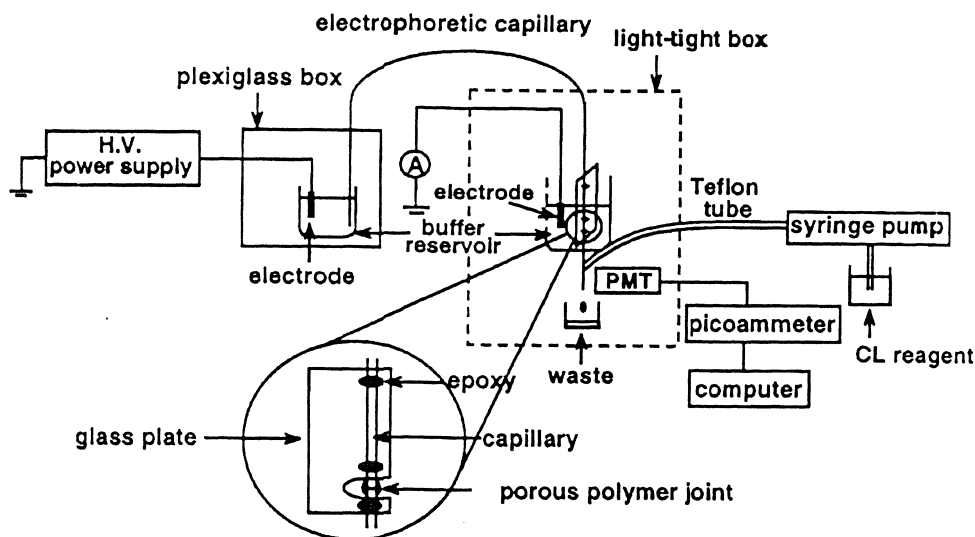 electrophoretic capillary
light-tight box
plexiglass box
H.V.
power supply
A
electrode
Teflon
tube
syringe pump
buffer
reservoir
electrode
PMT
picoammeter
CL reagent
waste
computer
epoxy
glass plate
capillary
porous polymer joint